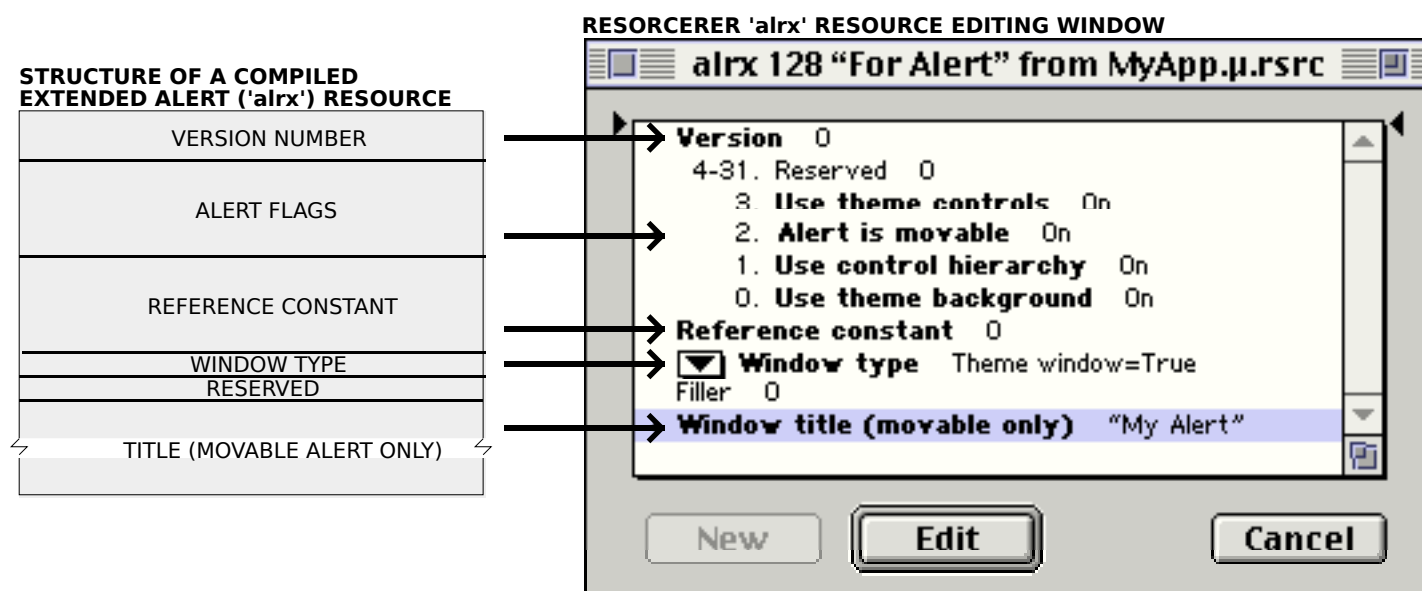 STRUCTURE OF A COMPILED
EXTENDED ALERT ('alrx') RESOURCE
VERSION NUMBER
ALERT FLAGS
REFERENCE CONSTANT
WINDOW TYPE
RESERVED
TITLE (MOVABLE ALERT ONLY)
RESORCERER 'alrx' RESOURCE EDITING WINDOW
alrx 128 “For Alert” from MyApp.µ.rsrc
Version 0
4-31. Reserved 0
3. Use theme controls On
2. Alert is movable On
1. Use control hierarchy On
0. Use theme background On
Reference constant 0
Window type Theme window=True
Filler 0
Window title (movable only) “My Alert”
New Edit Cancel